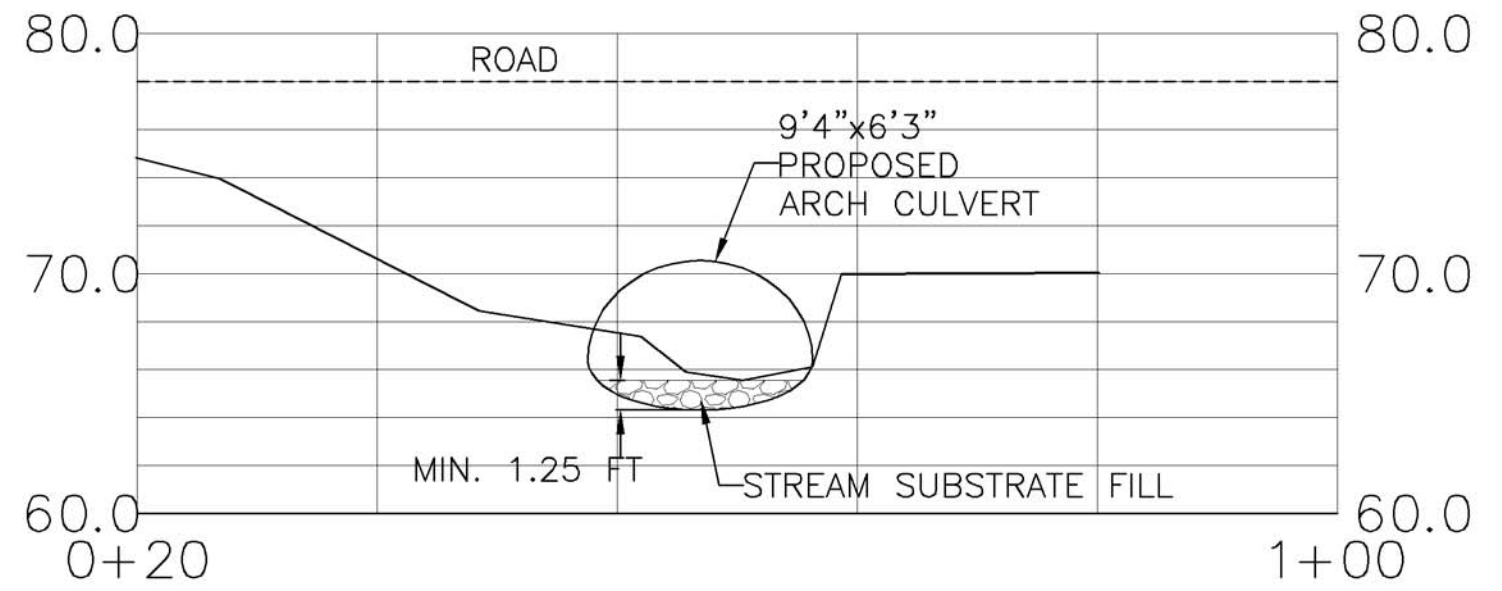 80.0
80.0
ROAD
9'4"x6'3"
PROPOSED
ARCH CULVERT
70.0
70.0
MIN. 1.25 FT
STREAM SUBSTRATE FILL
60.0
60.0
0+20
1+00